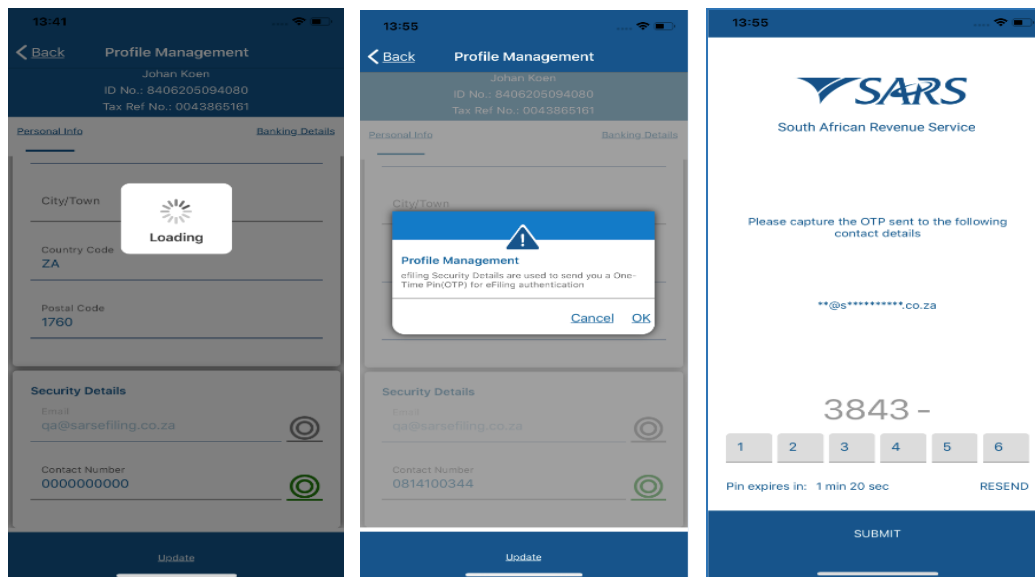 13:41
Back
Profile Management
Johan Koen
ID No.: 8406205094080
Tax Ref No.: 0043865161
Personal Info
Banking Details
City/Town
Loading
Country Code
ZA
Postal Code
1760
Security Details
Email
qa@sarsefiling.co.za
Contact Number
0000000000
Update
13:55
Back
Profile Management
Johan Koen
ID No.: 8406205094080
Tax Ref No.: 0043865161
Personal Info
Banking Details
City/Town
Profile Management
efiling Security Details are used to send you a One-
Time Pin(OTP) for eFiling authentication
Cancel OK
Security Details
Email
qa@sarsefiling.co.za
Contact Number
0814100344
Update
13:55
SARS
South African Revenue Service
Please capture the OTP sent to the following
contact details
**@s**********.co.za
3843 -
1 2 3 4 5 6
Pin expires in: 1 min 20 sec
RESEND
SUBMIT